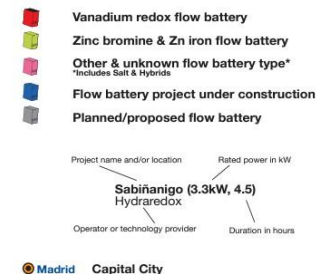 Vanadium redox flow battery
Zinc bromine & Zn iron flow battery
Other & unknown flow battery type*
*Includes Salt & Hybrids
Flow battery project under construction
Planned/proposed flow battery
Project name and/or location
Rated power in kW
Sabiñanigo (3.3kW, 4.5)
Hydraredox
Operator or technology provider
Duration in hours
Madrid Capital City